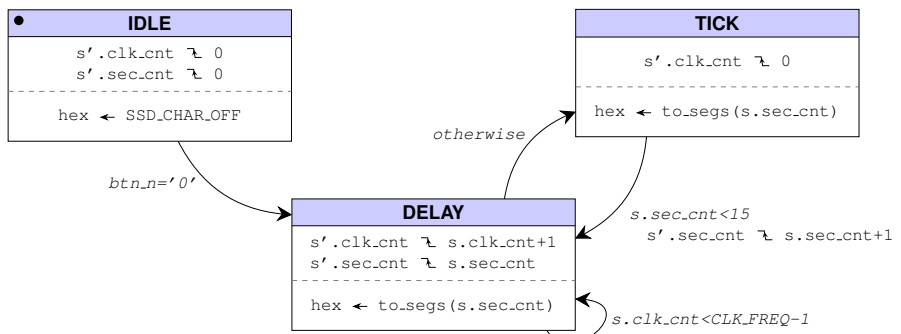 IDLE
s′.clk_cnt ⮧ 0
s′.sec_cnt ⮧ 0
hex ← SSD_CHAR_OFF
TICK
s′.clk_cnt ⮧ 0
hex ← to_segs(s.sec_cnt)
otherwise
btn_n='0'
s.sec_cnt<15
s′.sec_cnt ⮧ s.sec_cnt+1
DELAY
s′.clk_cnt ⮧ s.clk_cnt+1
s′.sec_cnt ⮧ s.sec_cnt
hex ← to_segs(s.sec_cnt)
s.clk_cnt<CLK_FREQ-1